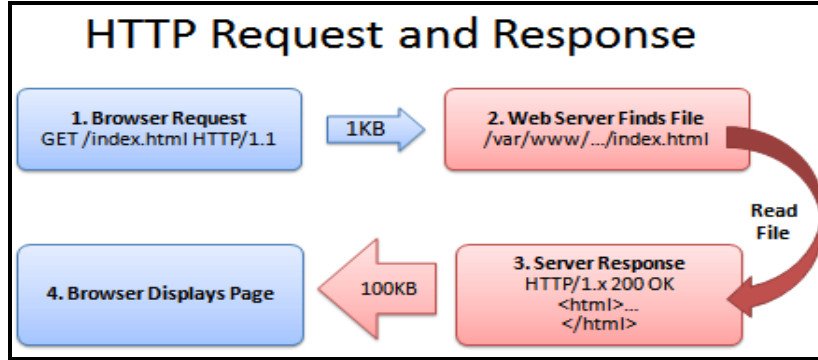 HTTP Request and Response
1. Browser Request
GET /index.html HTTP/1.1
1KB
2. Web Server Finds File
/var/www/.../index.html
Read
File
3. Server Response
HTTP/1.x 200 OK
<html>...
</html>
100KB
4. Browser Displays Page